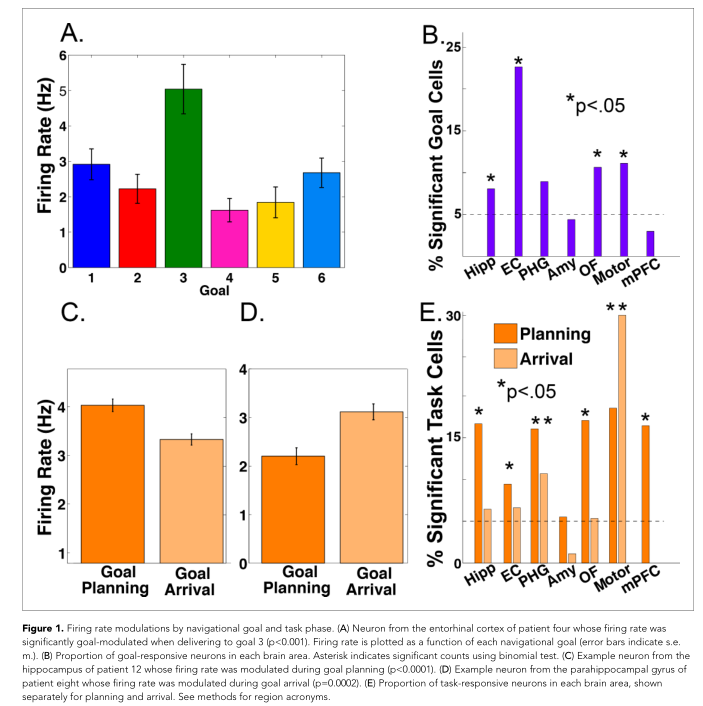 A.
6
5
4
3
2
1
0
Firing Rate (Hz)
1 2 3 4 5 6
Goal
B.
25
15
5
% Significant Goal Cells
*p<.05
* * * *
Hipp EC PHG Amy OF Motor mPFC
C.
4
3
2
1
Firing Rate (Hz)
Goal Planning
Goal Arrival
D.
4
3
2
1
0
Goal Planning
Goal Arrival
E.
30
15
0
% Significant Task Cells
Planning
Arrival
*p<.05
* * ** * ** *
Hipp EC PHG Amy OF Motor mPFC
Figure 1. Firing rate modulations by navigational goal and task phase. (A) Neuron from the entorhinal cortex of patient four whose firing rate was
significantly goal-modulated when delivering to goal 3 (p<0.001). Firing rate is plotted as a function of each navigational goal (error bars indicate s.e.
m.). (B) Proportion of goal-responsive neurons in each brain area. Asterisk indicates significant counts using binomial test. (C) Example neuron from the
hippocampus of patient 12 whose firing rate was modulated during goal planning (p<0.0001). (D) Example neuron from the parahippocampal gyrus of
patient eight whose firing rate was modulated during goal arrival (p=0.0002). (E) Proportion of task-responsive neurons in each brain area, shown
separately for planning and arrival. See methods for region acronyms.